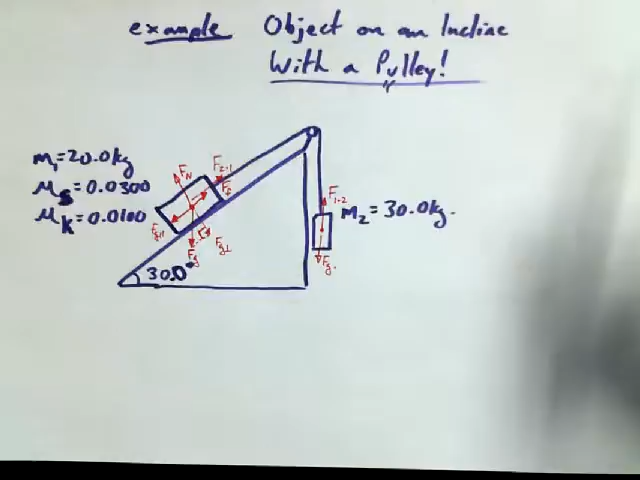 example Object on an Incline
With a Pulley!
m₁=20.0kg
μs=0.0300
μk=0.0100
FN
F2-1
Ff
Fg∥
Fg
Fg⊥
30.0°
F1-2
m₂=30.0kg.
Fg.